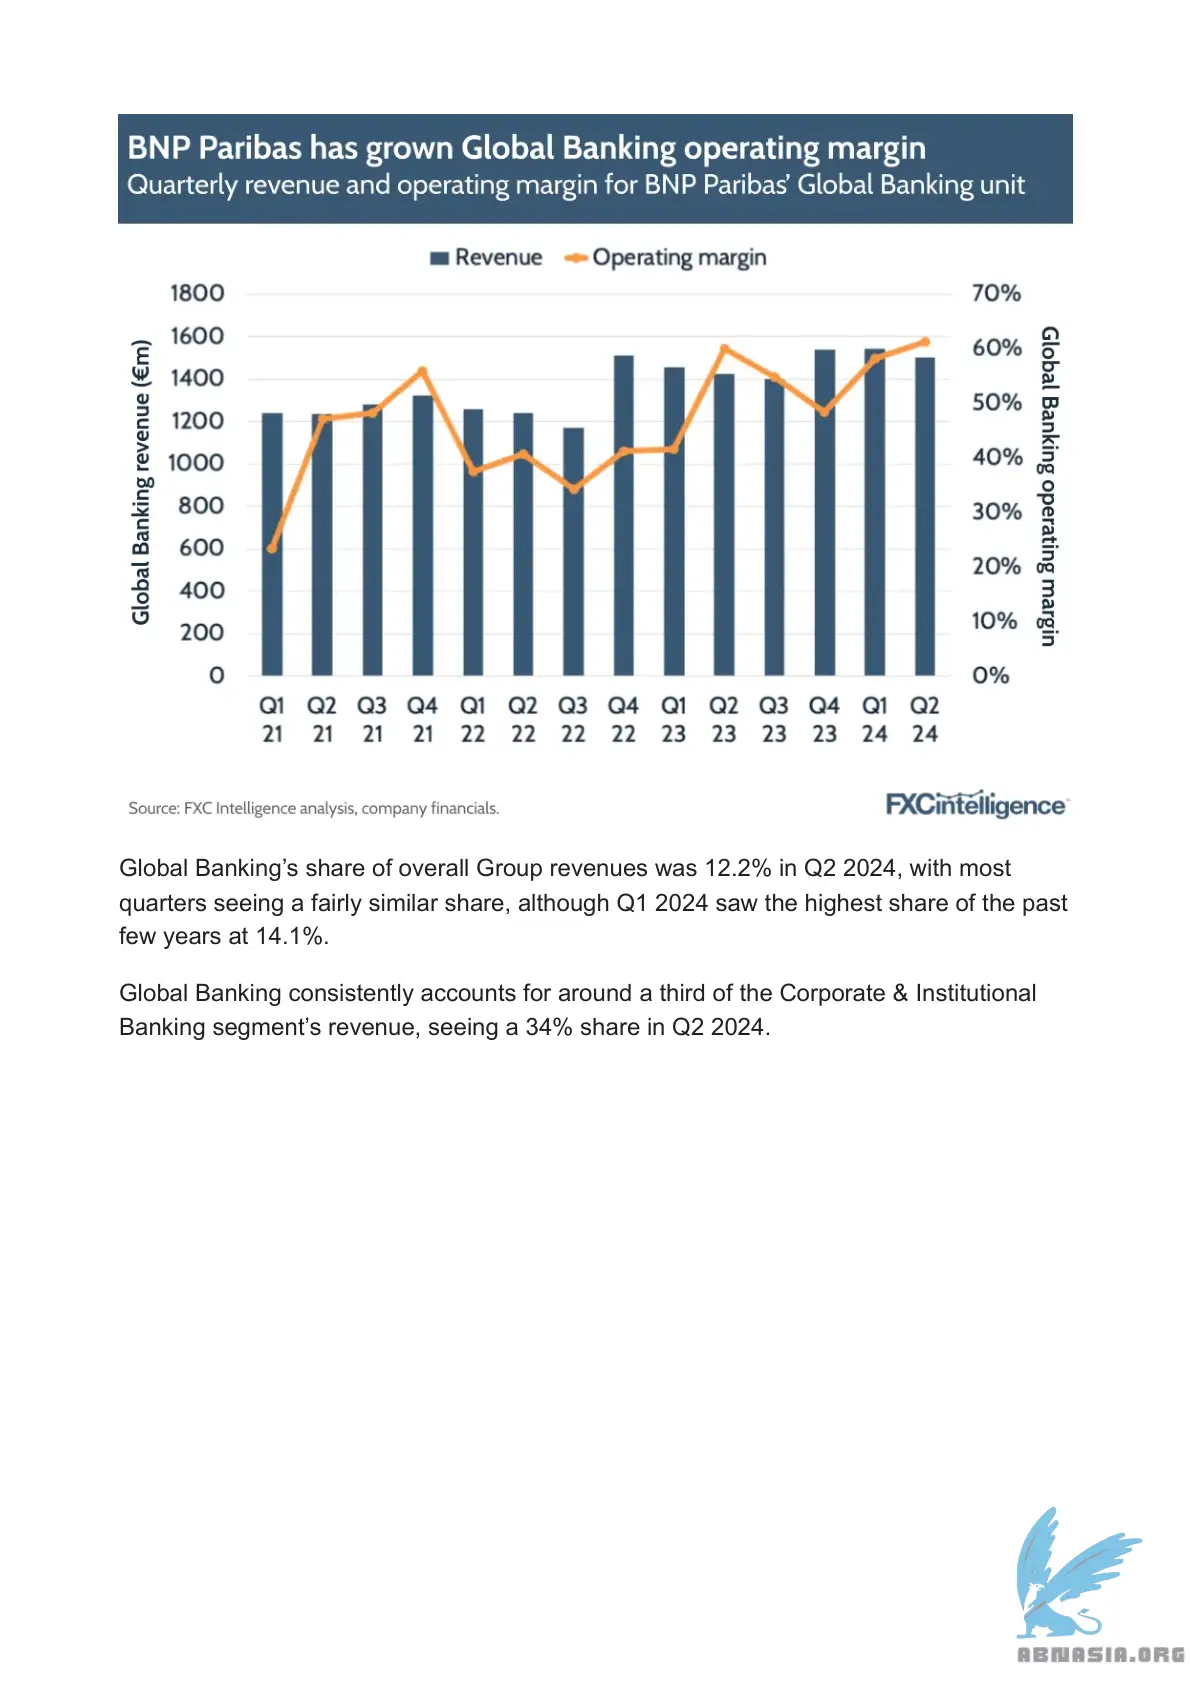 BNP Paribas has grown Global Banking operating margin
Quarterly revenue and operating margin for BNP Paribas’ Global Banking unit
Revenue Operating margin
Global Banking revenue (€m)
1800
1600
1400
1200
1000
800
600
400
200
0
70%
60%
50%
40%
30%
20%
10%
0%
Global Banking operating margin
Q1 Q2 Q3 Q4 Q1 Q2 Q3 Q4 Q1 Q2 Q3 Q4 Q1 Q2
21 21 21 21 22 22 22 22 23 23 23 23 24 24
Source: FXC Intelligence analysis, company financials.
FXCintelligence™
Global Banking’s share of overall Group revenues was 12.2% in Q2 2024, with most
quarters seeing a fairly similar share, although Q1 2024 saw the highest share of the past
few years at 14.1%.
Global Banking consistently accounts for around a third of the Corporate & Institutional
Banking segment’s revenue, seeing a 34% share in Q2 2024.
ABNASIA.ORG